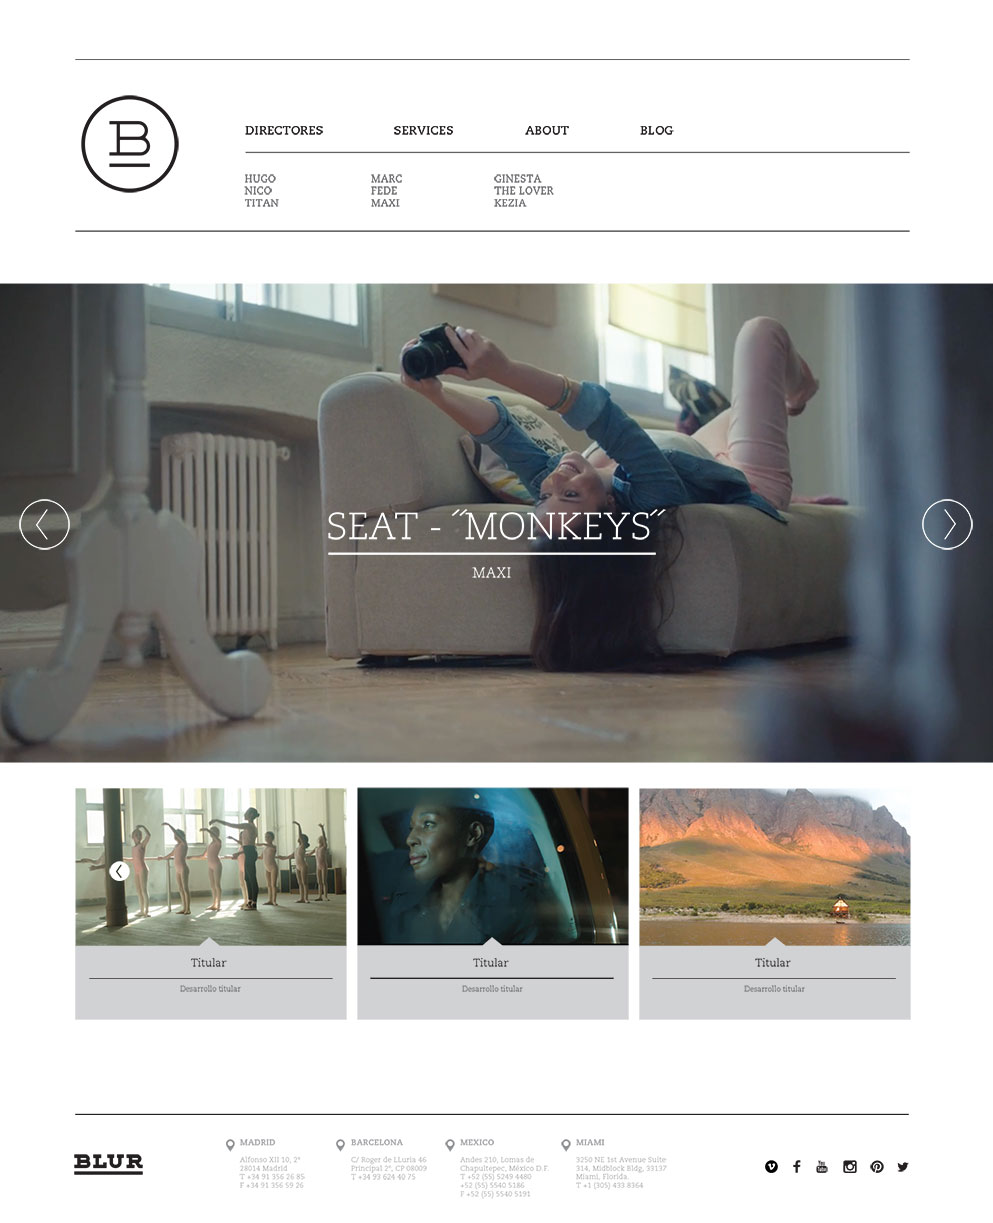 B
DIRECTORES SERVICES ABOUT BLOG
HUGO MARC GINESTA
NICO FEDE THE LOVER
TITAN MAXI KEZIA
SEAT - ˝MONKEYS˝
MAXI
Titular
Desarrollo titular
Titular
Desarrollo titular
Titular
Desarrollo titular
BLUR
MADRID
Alfonso XII 10, 2º
28014 Madrid
T +34 91 356 26 85
F +34 91 356 59 26
BARCELONA
C/ Roger de LLuria 46
Principal 2ª, CP 08009
T +34 93 624 40 75
MEXICO
Andes 210, Lomas de
Chapultepec, México D.F.
T +52 (55) 5249 4480
+52 (55) 5540 5186
F +52 (55) 5540 5191
MIAMI
3250 NE 1st Avenue Suite
314, Midblock Bldg, 33137
Miami, Florida.
T +1 (305) 433 8364
You
Tube